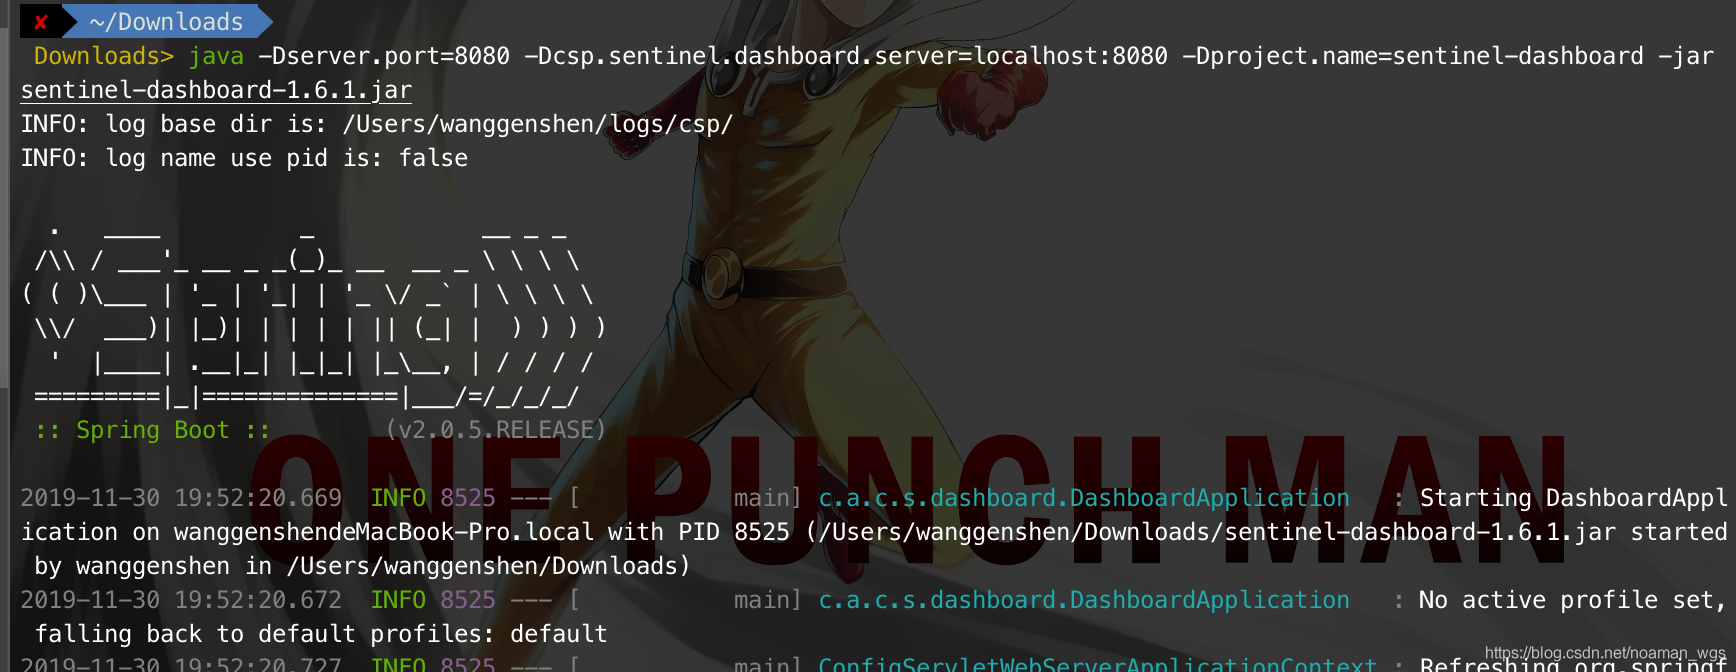 ✘ ~/Downloads
Downloads> java -Dserver.port=8080 -Dcsp.sentinel.dashboard.server=localhost:8080 -Dproject.name=sentinel-dashboard -jar
sentinel-dashboard-1.6.1.jar
INFO: log base dir is: /Users/wanggenshen/logs/csp/
INFO: log name use pid is: false
  .   ____          _            __ _ _
 /\\ / ___'_ __ _ _(_)_ __  __ _ \ \ \ \
( ( )\___ | '_ | '_| | '_ \/ _` | \ \ \ \
 \\/  ___)| |_)| | | | | || (_| |  ) ) ) )
  '  |____| .__|_| |_|_| |_\__, | / / / /
 =========|_|==============|___/=/_/_/_/
:: Spring Boot ::        (v2.0.5.RELEASE)
ONE PUNCH MAN
2019-11-30 19:52:20.669  INFO 8525 --- [           main] c.a.c.s.dashboard.DashboardApplication   : Starting DashboardAppl
ication on wanggenshendeMacBook-Pro.local with PID 8525 (/Users/wanggenshen/Downloads/sentinel-dashboard-1.6.1.jar started
by wanggenshen in /Users/wanggenshen/Downloads)
2019-11-30 19:52:20.672  INFO 8525 --- [           main] c.a.c.s.dashboard.DashboardApplication   : No active profile set,
falling back to default profiles: default
2019-11-30 19:52:20.727  INFO 8525 --- [           main] ConfigServletWebServerApplicationContext : Refreshing org.springf
https://blog.csdn.net/noaman_wgs